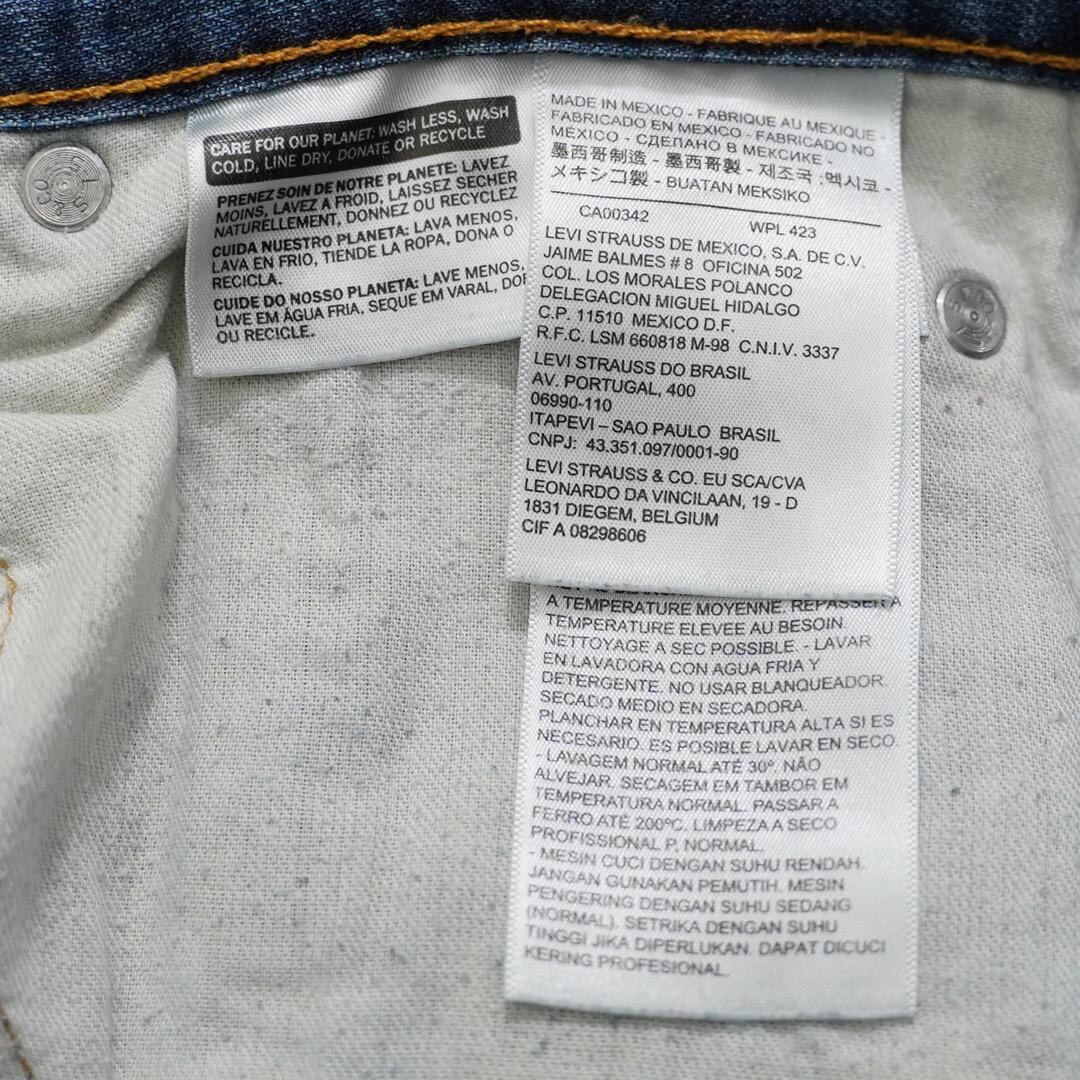 CARE FOR OUR PLANET: WASH LESS, WASH
COLD, LINE DRY, DONATE OR RECYCLE
PRENEZ SOIN DE NOTRE PLANETE: LAVEZ
MOINS, LAVEZ A FROID, LAISSEZ SECHER
NATURELLEMENT, DONNEZ OU RECYCLEZ
CUIDA NUESTRO PLANETA: LAVA MENOS,
LAVA EN FRIO, TIENDE LA ROPA, DONA O
RECICLA.
CUIDE DO NOSSO PLANETA: LAVE MENOS,
LAVE EM ÁGUA FRIA, SEQUE EM VARAL,
OU RECICLE.
MADE IN MEXICO - FABRIQUE AU MEXIQUE -
FABRICADO EN MEXICO - FABRICADO NO
MÉXICO - СДЕЛАНО В МЕКСИКЕ -
墨西哥制造 - 墨西哥製 - 제조국 :멕시코 -
メキシコ製 - BUATAN MEKSIKO
CA00342 WPL 423
LEVI STRAUSS DE MEXICO, S.A. DE C.V.
JAIME BALMES # 8 OFICINA 502
COL. LOS MORALES POLANCO
DELEGACION MIGUEL HIDALGO
C.P. 11510 MEXICO D.F.
R.F.C. LSM 660818 M-98 C.N.I.V. 3337
LEVI STRAUSS DO BRASIL
AV. PORTUGAL, 400
06990-110
ITAPEVI – SAO PAULO BRASIL
CNPJ: 43.351.097/0001-90
LEVI STRAUSS & CO. EU SCA/CVA
LEONARDO DA VINCILAAN, 19 - D
1831 DIEGEM, BELGIUM
CIF A 08298606
A TEMPERATURE MOYENNE. REPASSER A
TEMPERATURE ELEVEE AU BESOIN.
NETTOYAGE A SEC POSSIBLE. - LAVAR
EN LAVADORA CON AGUA FRIA Y
DETERGENTE. NO USAR BLANQUEADOR.
SECADO MEDIO EN SECADORA.
PLANCHAR EN TEMPERATURA ALTA SI ES
NECESARIO. ES POSIBLE LAVAR EN SECO.
- LAVAGEM NORMAL ATÉ 30º. NÃO
ALVEJAR. SECAGEM EM TAMBOR EM
TEMPERATURA NORMAL. PASSAR A
FERRO ATÉ 200ºC. LIMPEZA A SECO
PROFISSIONAL P, NORMAL.
- MESIN CUCI DENGAN SUHU RENDAH.
JANGAN GUNAKAN PEMUTIH. MESIN
PENGERING DENGAN SUHU SEDANG
(NORMAL). SETRIKA DENGAN SUHU
TINGGI JIKA DIPERLUKAN. DAPAT DICUCI
KERING PROFESIONAL.